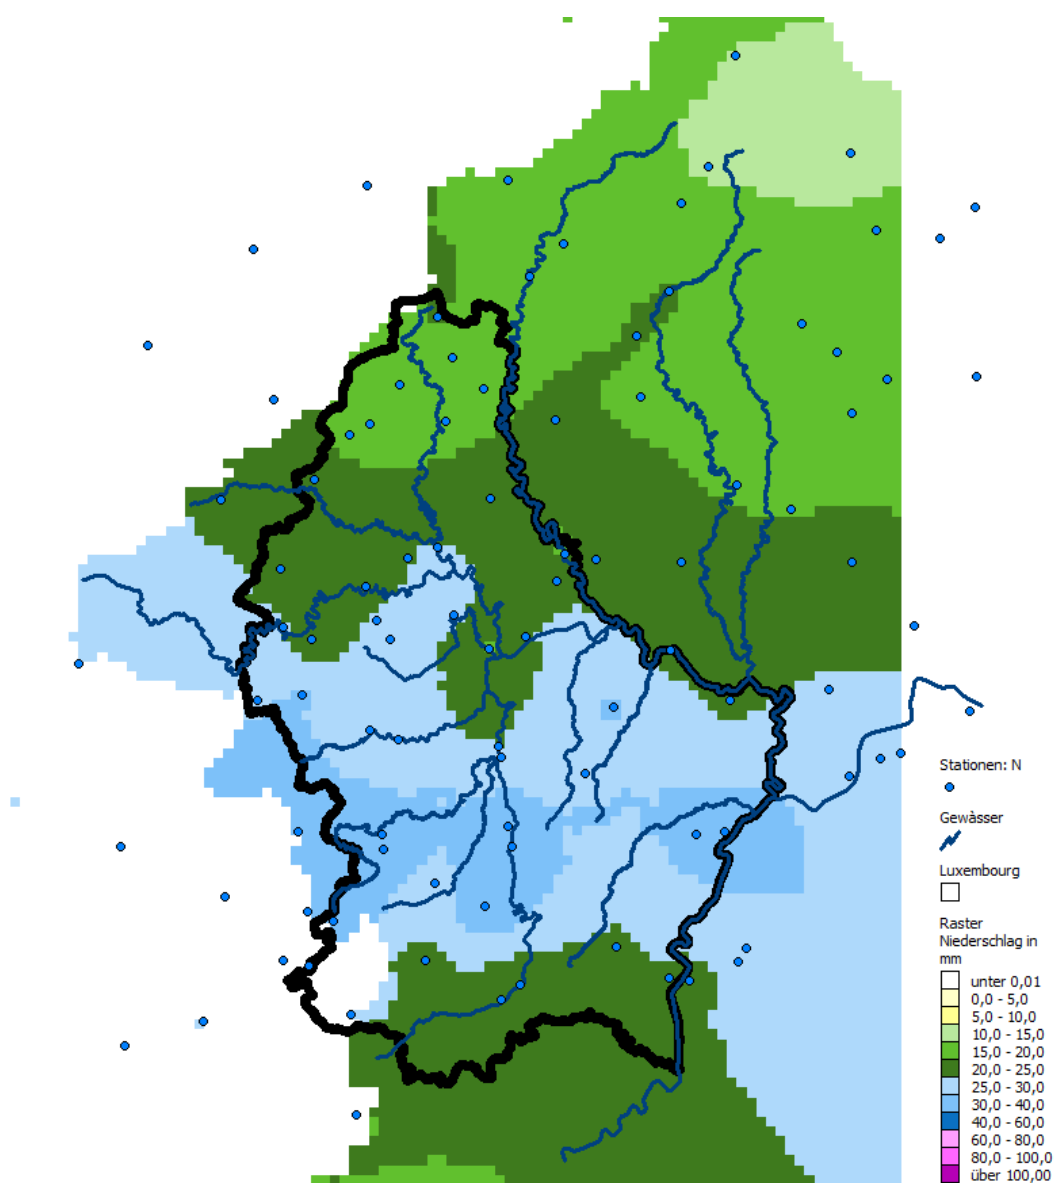 Stationen: N
Gewàsser
Luxembourg
Raster
Niederschlag in
mm
unter 0,01
0,0 - 5,0
5,0 - 10,0
10,0 - 15,0
15,0 - 20,0
20,0 - 25,0
25,0 - 30,0
30,0 - 40,0
40,0 - 60,0
60,0 - 80,0
80,0 - 100,0
über 100,00